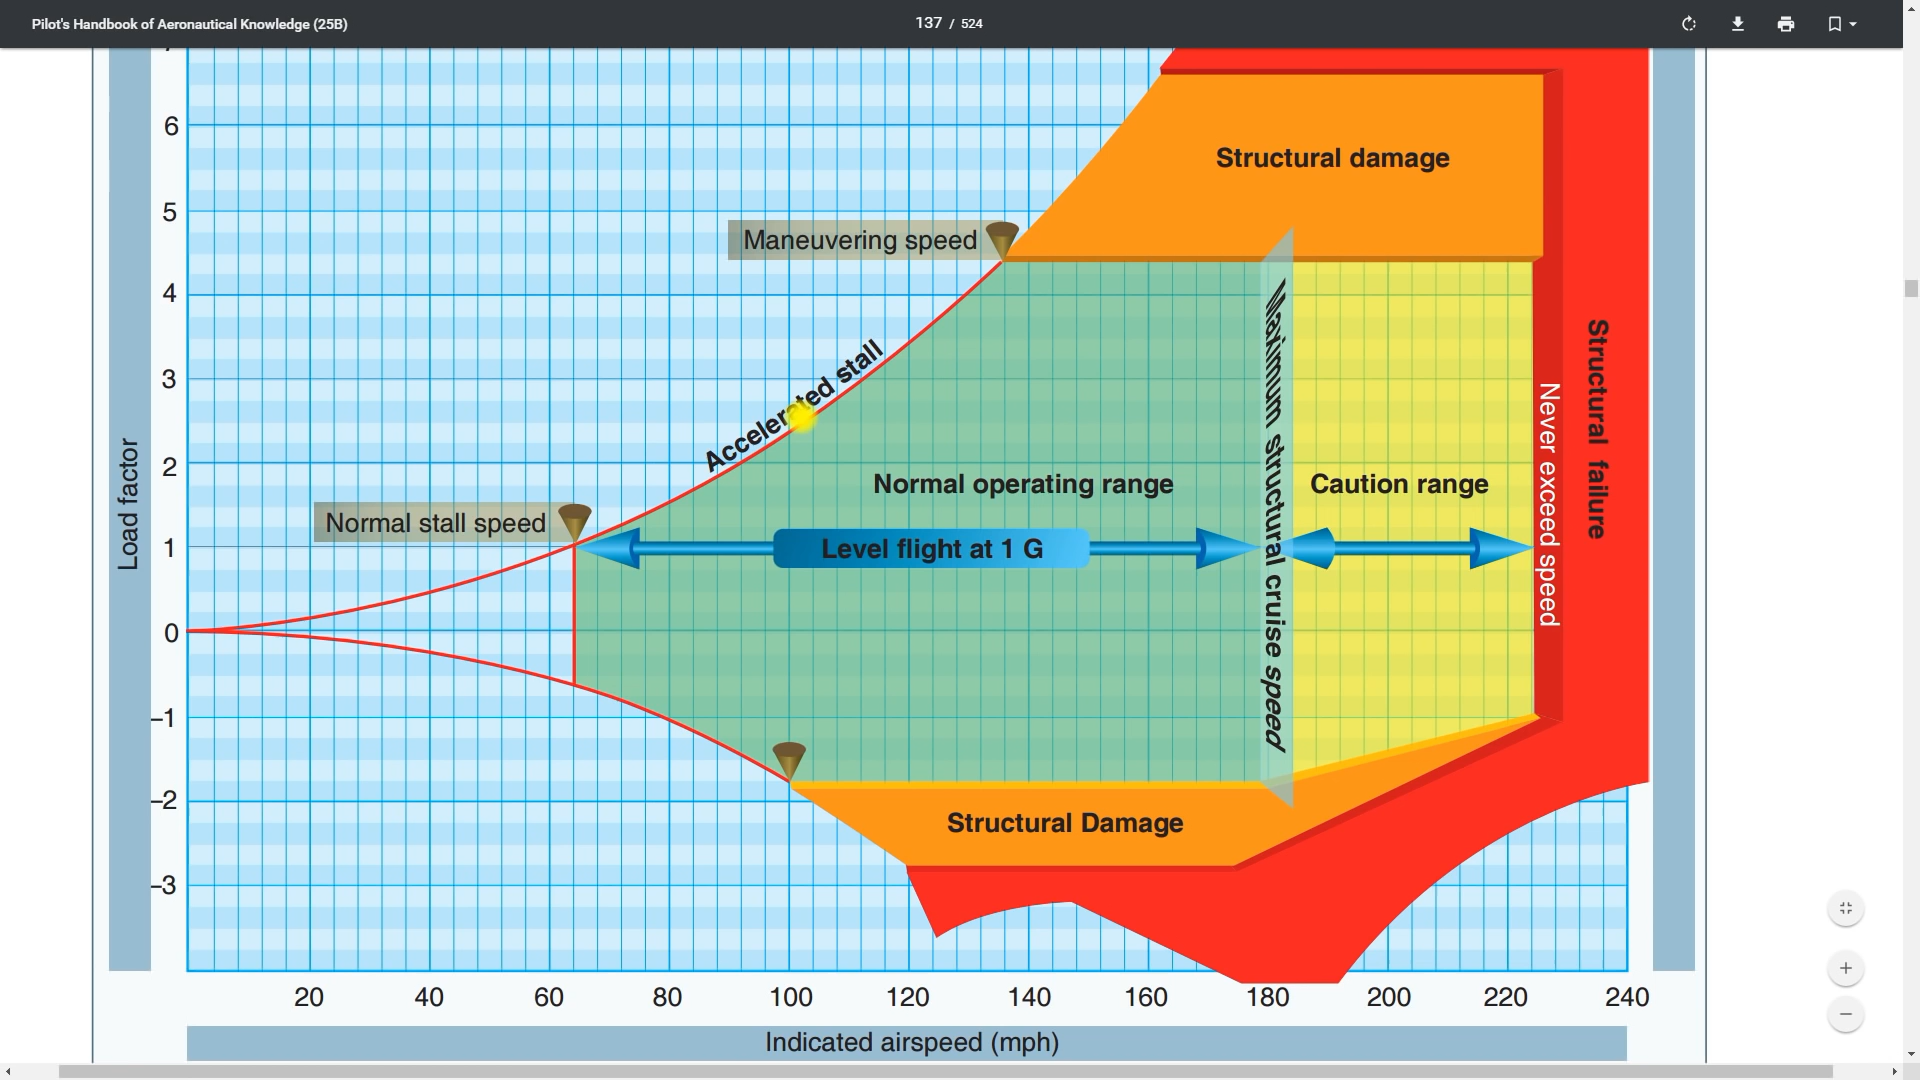 Pilot's Handbook of Aeronautical Knowledge (25B)
137 / 524
6
Structural damage
5
Maneuvering speed
4
Maximum structural cruise speed
Structural failure
Accelerated stall
3
Never exceed speed
Load factor
2
Normal operating range
Caution range
Normal stall speed
1
Level flight at 1 G
0
–1
–2
Structural Damage
–3
20 40 60 80 100 120 140 160 180 200 220 240
Indicated airspeed (mph)